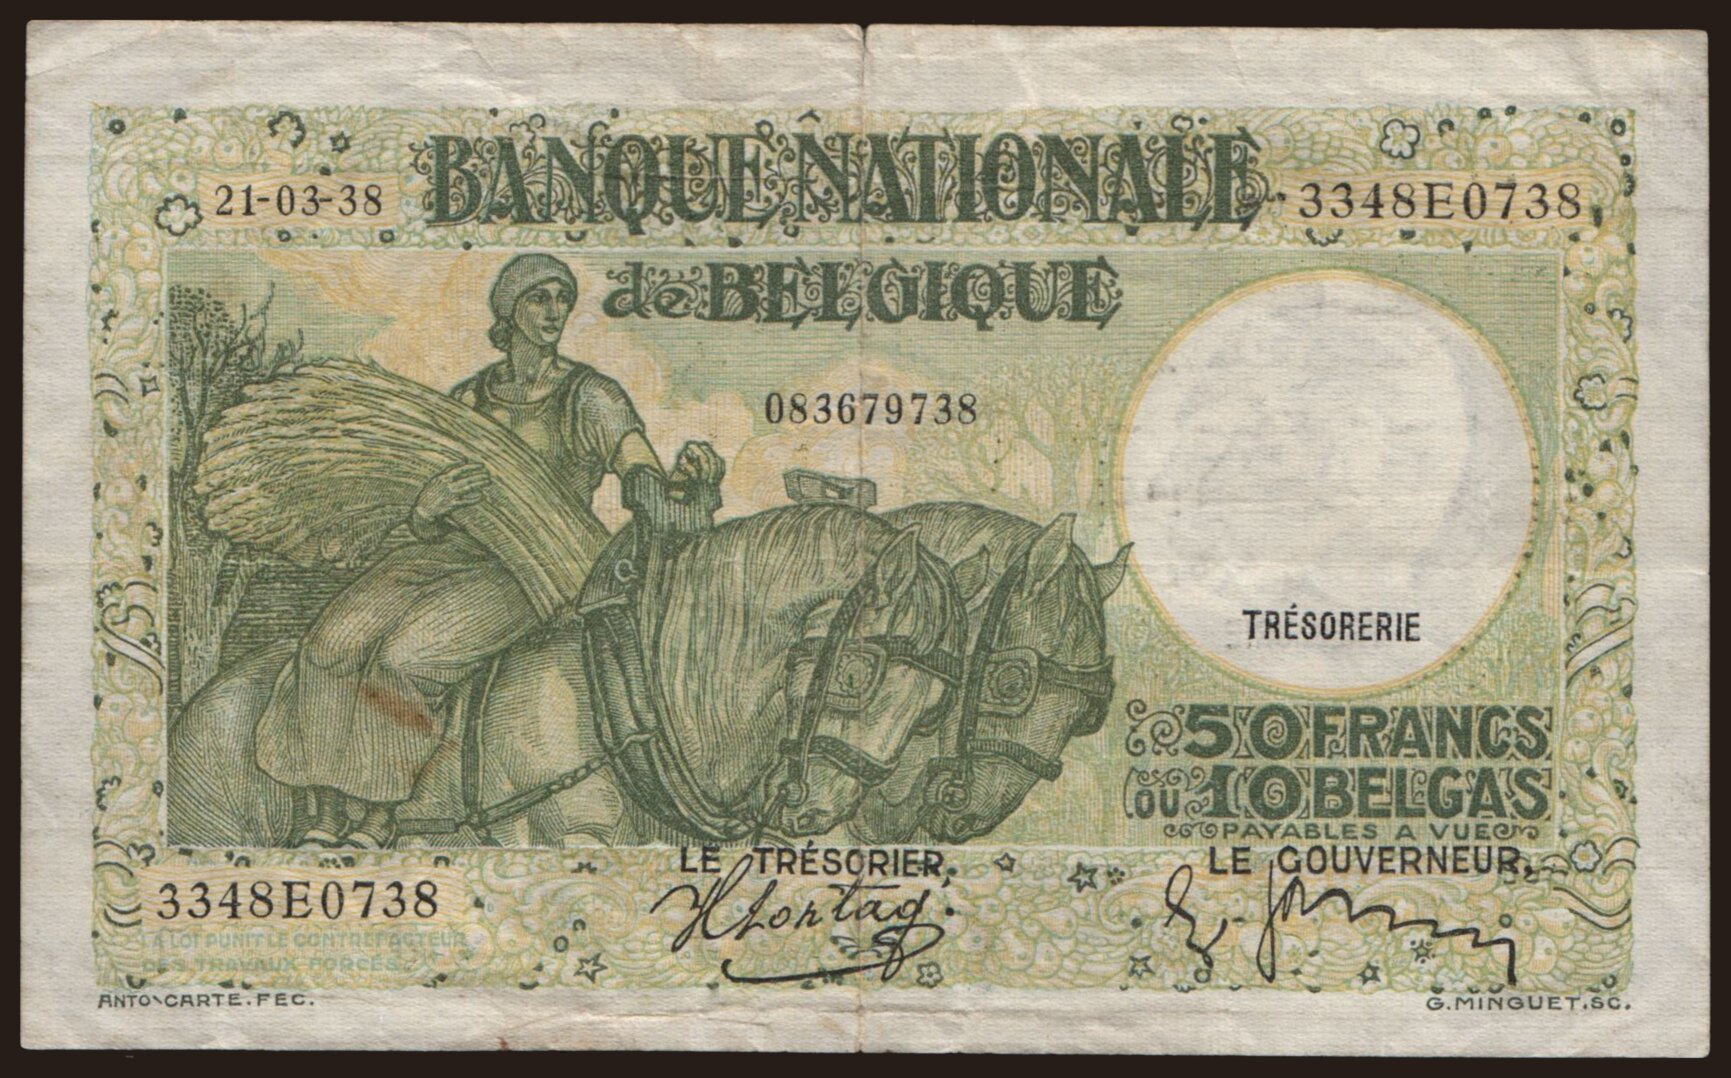 BANQUE NATIONALE
21-03-38
3348E0738
de BELGIQUE
083679738
TRÉSORERIE
50 FRANCS
OU 10 BELGAS
PAYABLES A VUE
LE TRÉSORIER,
LE GOUVERNEUR,
3348E0738
LA LOI PUNIT LE CONTREFACTEUR
DES TRAVAUX FORCÉS
ANTO-CARTE.FEC.
G.MINGUET.SC.